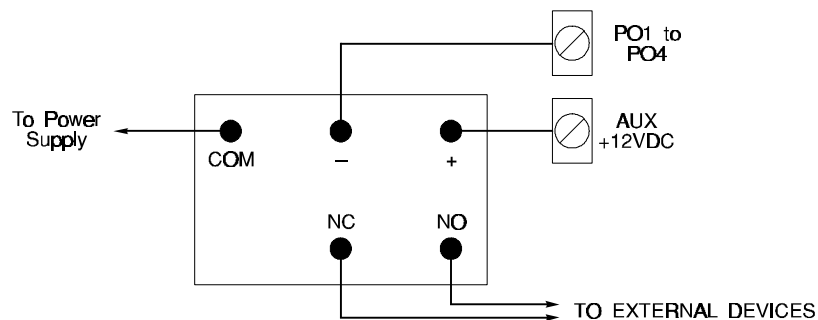 PO1 to
PO4
To Power
Supply
AUX
+12VDC
COM
–
+
NC
NO
TO EXTERNAL DEVICES